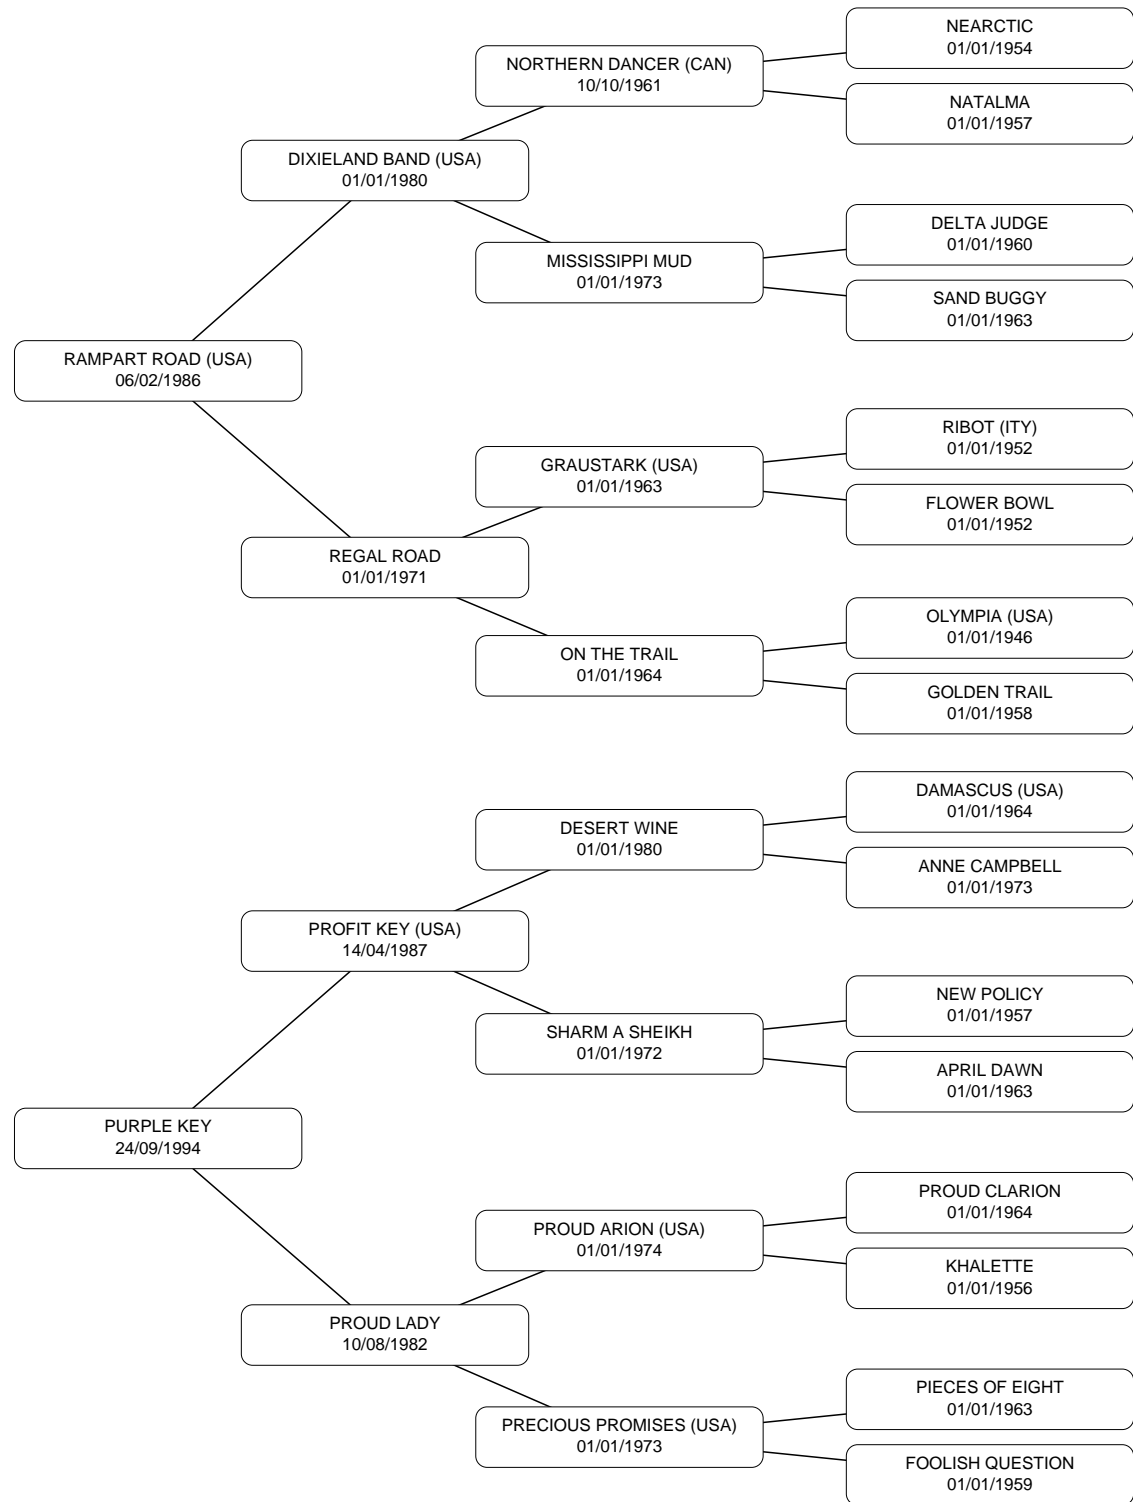 NEARCTIC
01/01/1954
NORTHERN DANCER (CAN)
10/10/1961
NATALMA
01/01/1957
DIXIELAND BAND (USA)
01/01/1980
DELTA JUDGE
01/01/1960
MISSISSIPPI MUD
01/01/1973
SAND BUGGY
01/01/1963
RAMPART ROAD (USA)
06/02/1986
RIBOT (ITY)
01/01/1952
GRAUSTARK (USA)
01/01/1963
FLOWER BOWL
01/01/1952
REGAL ROAD
01/01/1971
OLYMPIA (USA)
01/01/1946
ON THE TRAIL
01/01/1964
GOLDEN TRAIL
01/01/1958
DAMASCUS (USA)
01/01/1964
DESERT WINE
01/01/1980
ANNE CAMPBELL
01/01/1973
PROFIT KEY (USA)
14/04/1987
NEW POLICY
01/01/1957
SHARM A SHEIKH
01/01/1972
APRIL DAWN
01/01/1963
PURPLE KEY
24/09/1994
PROUD CLARION
01/01/1964
PROUD ARION (USA)
01/01/1974
KHALETTE
01/01/1956
PROUD LADY
10/08/1982
PIECES OF EIGHT
01/01/1963
PRECIOUS PROMISES (USA)
01/01/1973
FOOLISH QUESTION
01/01/1959